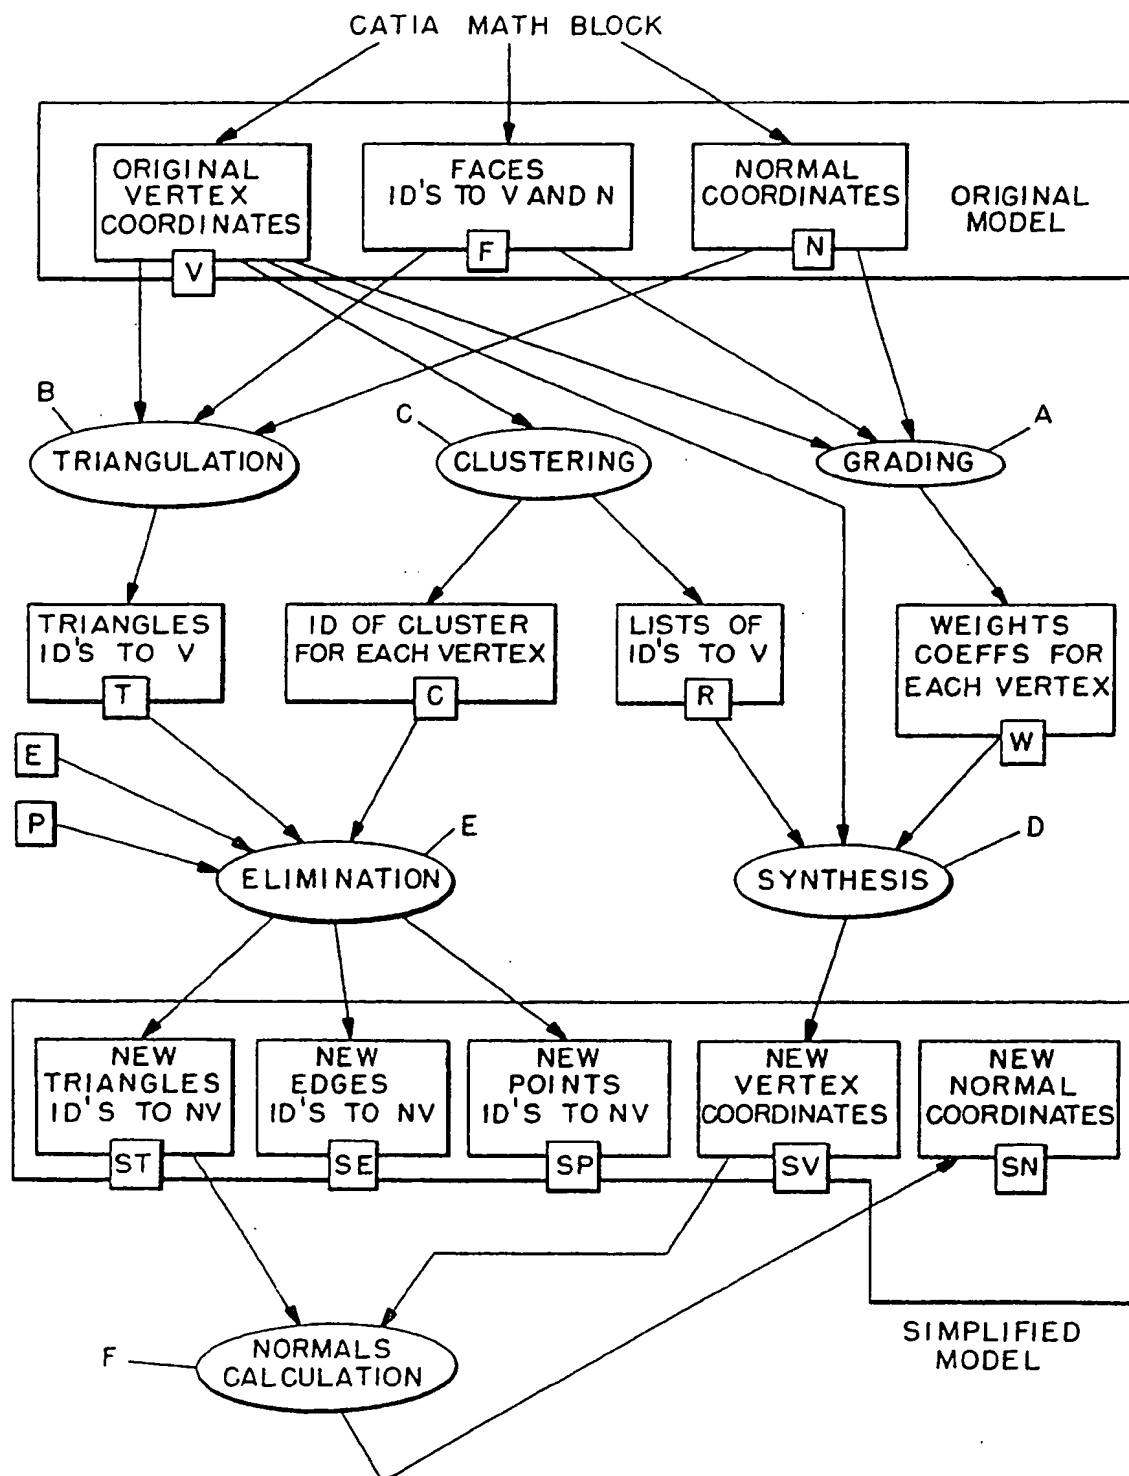 CATIA MATH BLOCK
ORIGINAL
VERTEX
COORDINATES
V
FACES
ID'S TO V AND N
F
NORMAL
COORDINATES
N
ORIGINAL
MODEL
B
TRIANGULATION
C
CLUSTERING
A
GRADING
TRIANGLES
ID'S TO V
T
ID OF CLUSTER
FOR EACH VERTEX
C
LISTS OF
ID'S TO V
R
WEIGHTS
COEFFS FOR
EACH VERTEX
W
E
P
E
ELIMINATION
D
SYNTHESIS
NEW
TRIANGLES
ID'S TO NV
ST
NEW
EDGES
ID'S TO NV
SE
NEW
POINTS
ID'S TO NV
SP
NEW
VERTEX
COORDINATES
SV
NEW
NORMAL
COORDINATES
SN
F
NORMALS
CALCULATION
SIMPLIFIED
MODEL